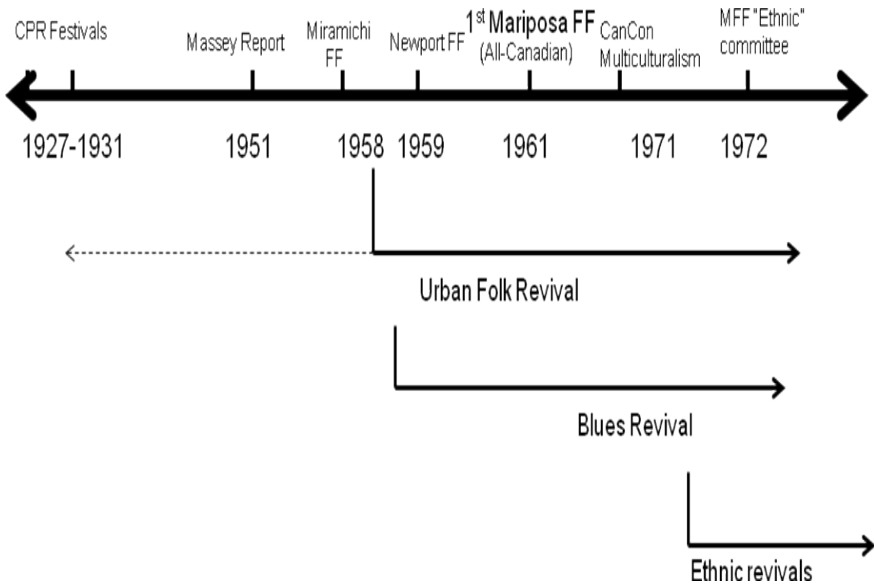 CPR Festivals
Massey Report
Miramichi
FF
Newport FF
1st Mariposa FF
(All-Canadian)
CanCon
Multiculturalism
MFF "Ethnic"
committee
1927-1931
1951
1958
1959
1961
1971
1972
Urban Folk Revival
Blues Revival
Ethnic revivals